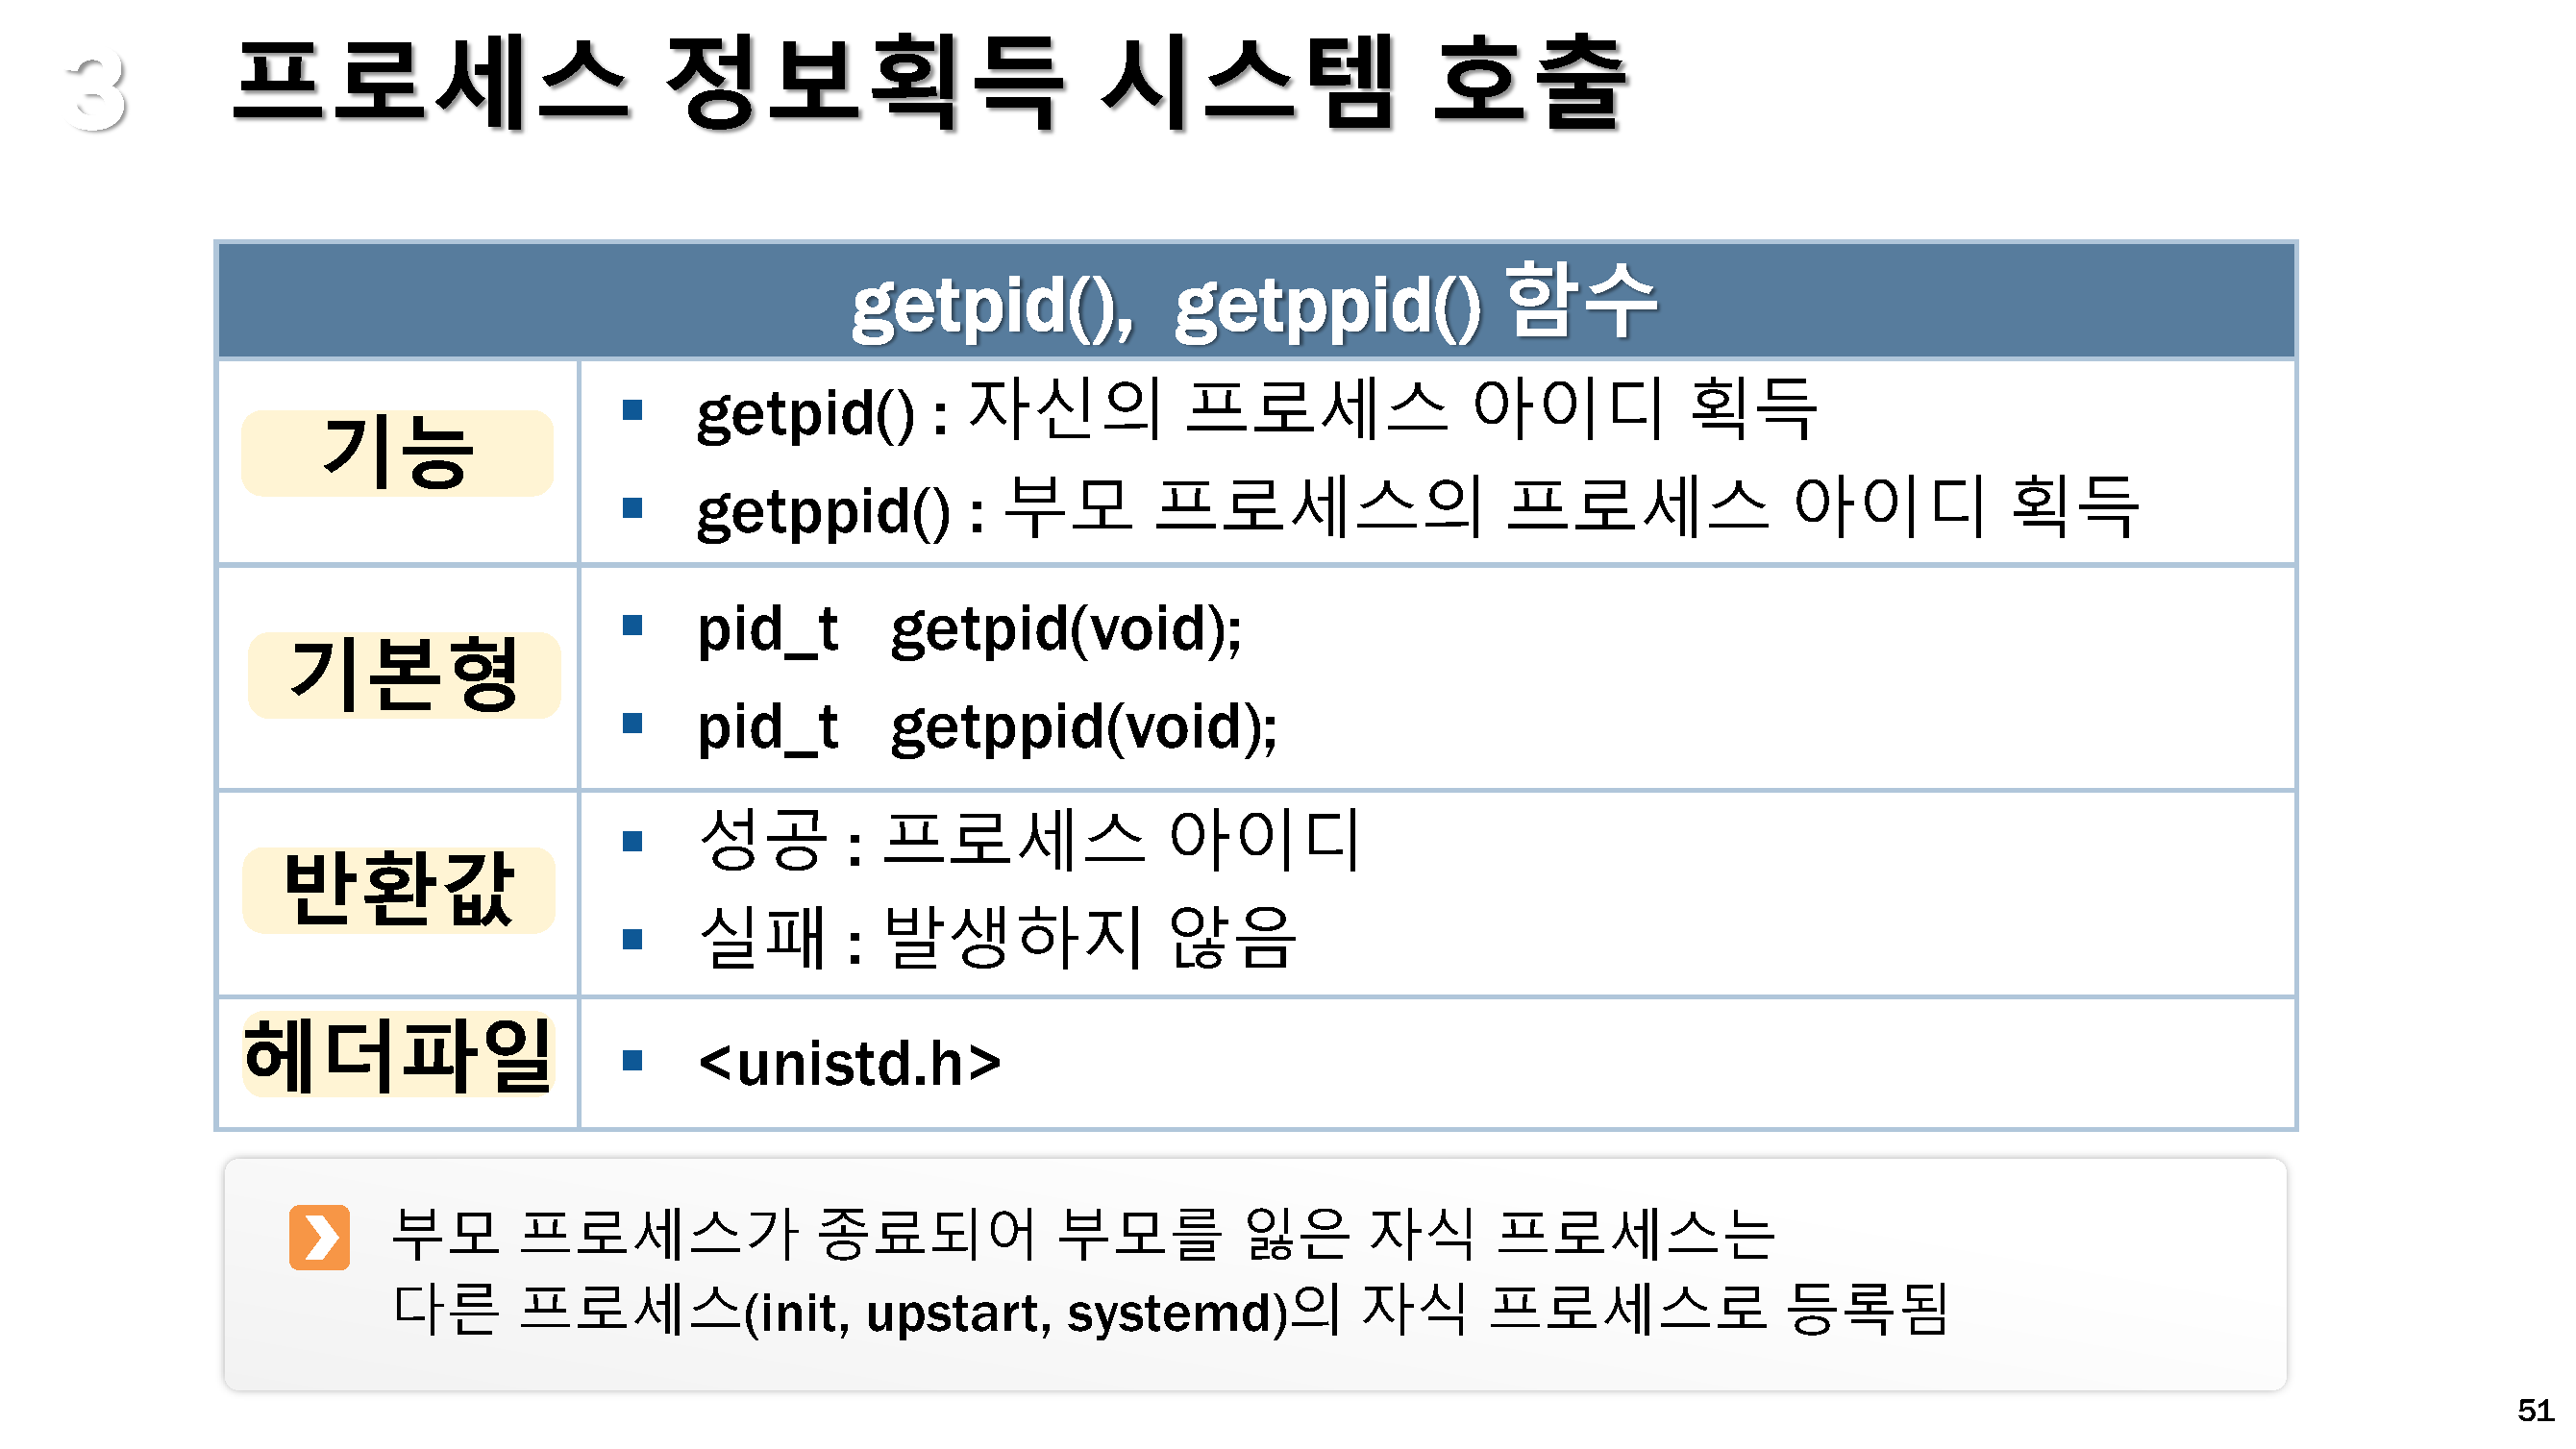 3 프로세스 정보획득 시스템 호출
getpid(), getppid() 함수
기능
▪ getpid() : 자신의 프로세스 아이디 획득
▪ getppid() : 부모 프로세스의 프로세스 아이디 획득
기본형
▪ pid_t getpid(void);
▪ pid_t getppid(void);
반환값
▪ 성공 : 프로세스 아이디
▪ 실패 : 발생하지 않음
헤더파일
▪ <unistd.h>
부모 프로세스가 종료되어 부모를 잃은 자식 프로세스는
다른 프로세스(init, upstart, systemd)의 자식 프로세스로 등록됨
51